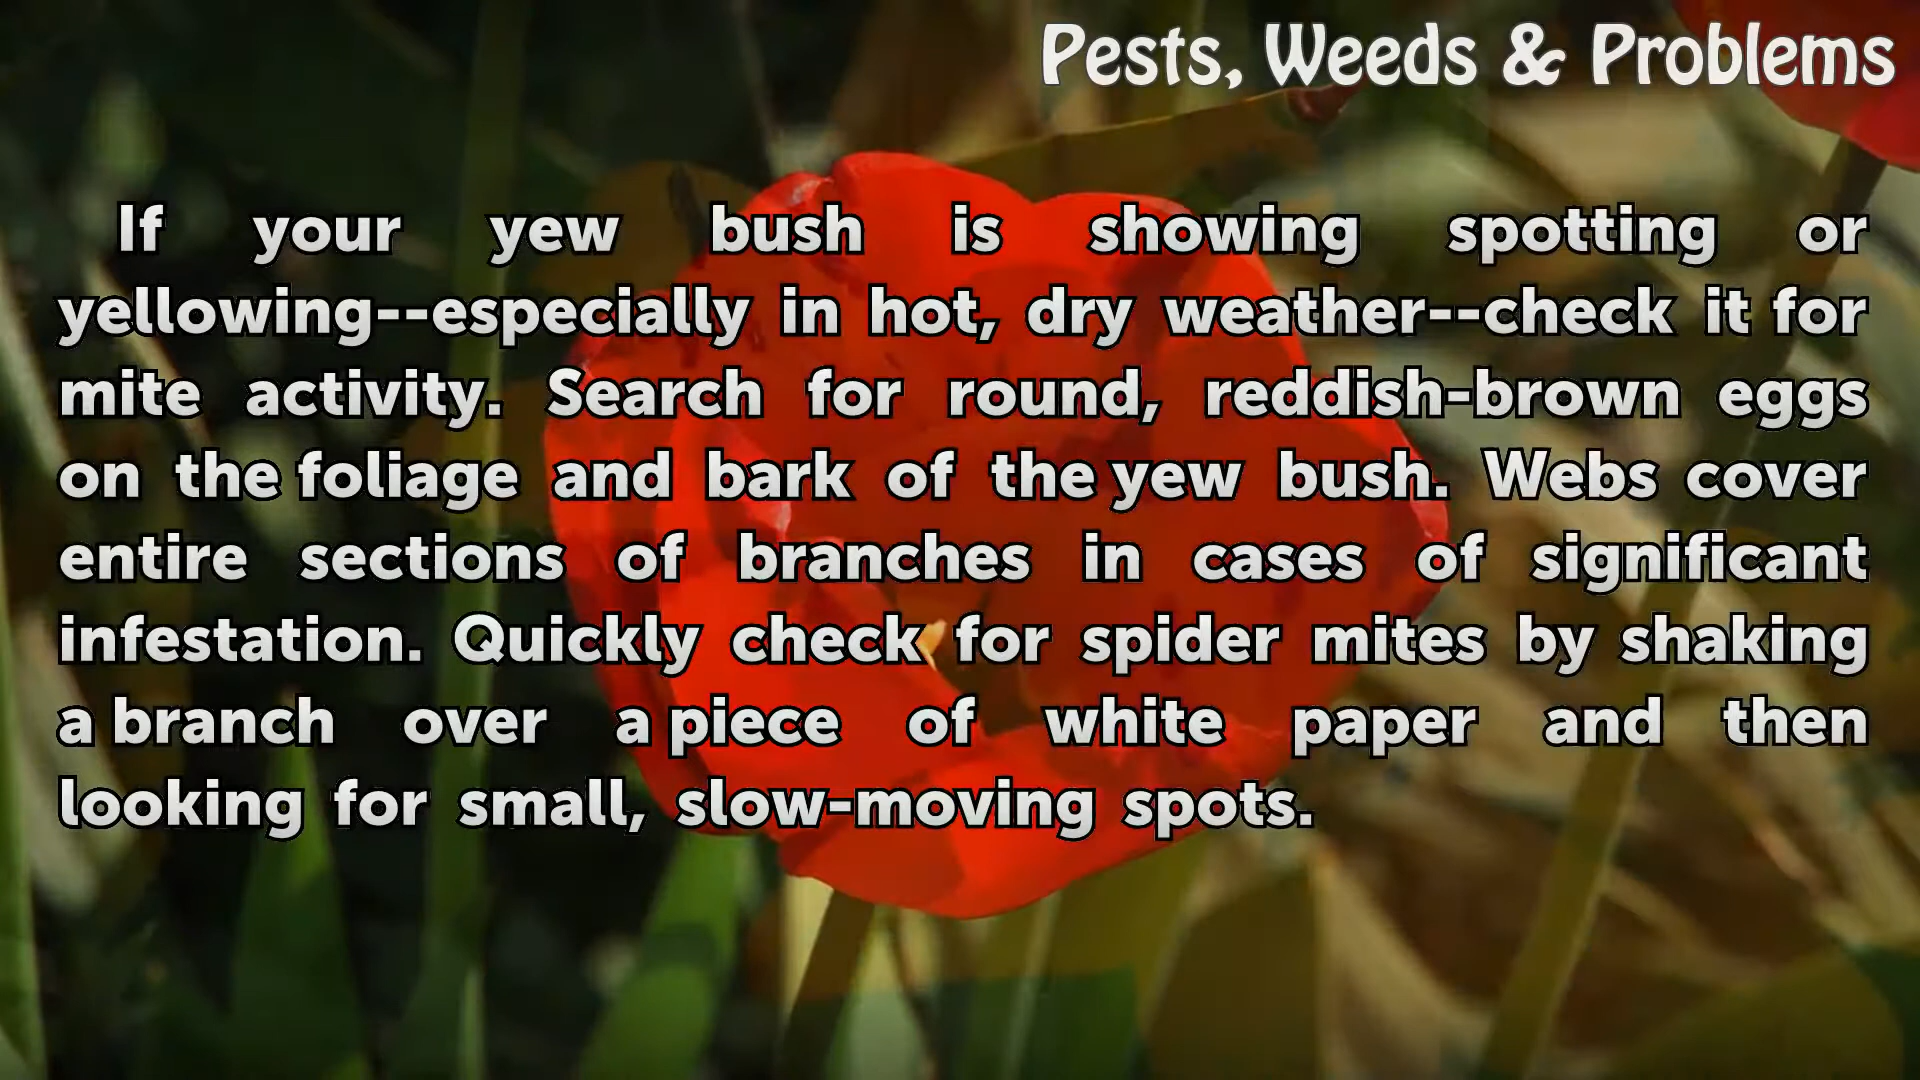 Pests, Weeds & Problems
If your yew bush is showing spotting or
yellowing--especially in hot, dry weather--check it for
mite activity. Search for round, reddish-brown eggs
on the foliage and bark of the yew bush. Webs cover
entire sections of branches in cases of significant
infestation. Quickly check for spider mites by shaking
a branch over a piece of white paper and then
looking for small, slow-moving spots.